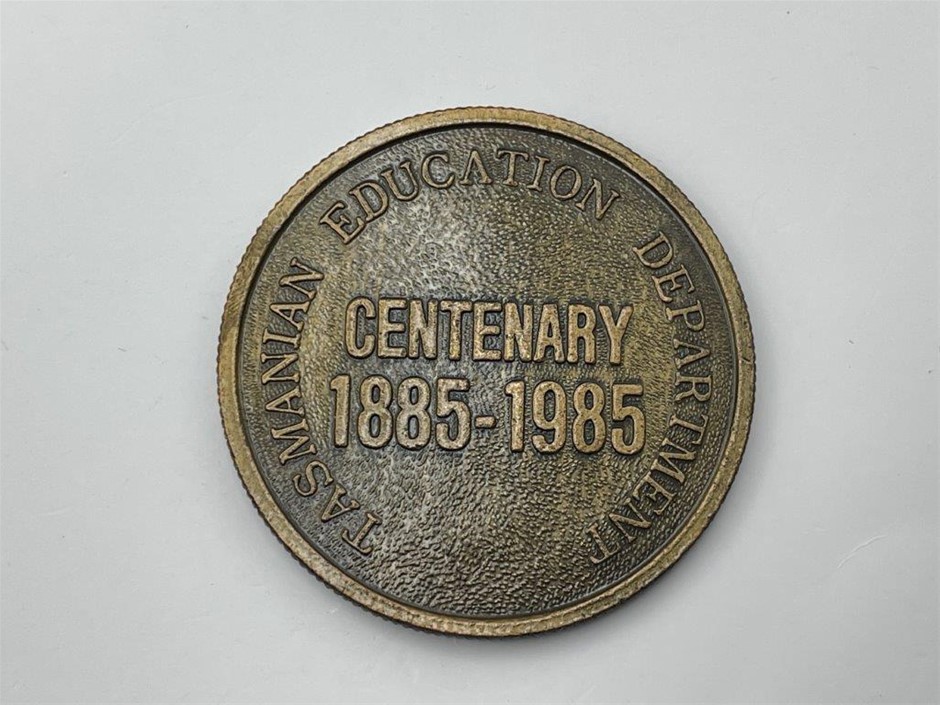 TASMANIAN EDUCATION DEPARTMENT
CENTENARY
1885-1985